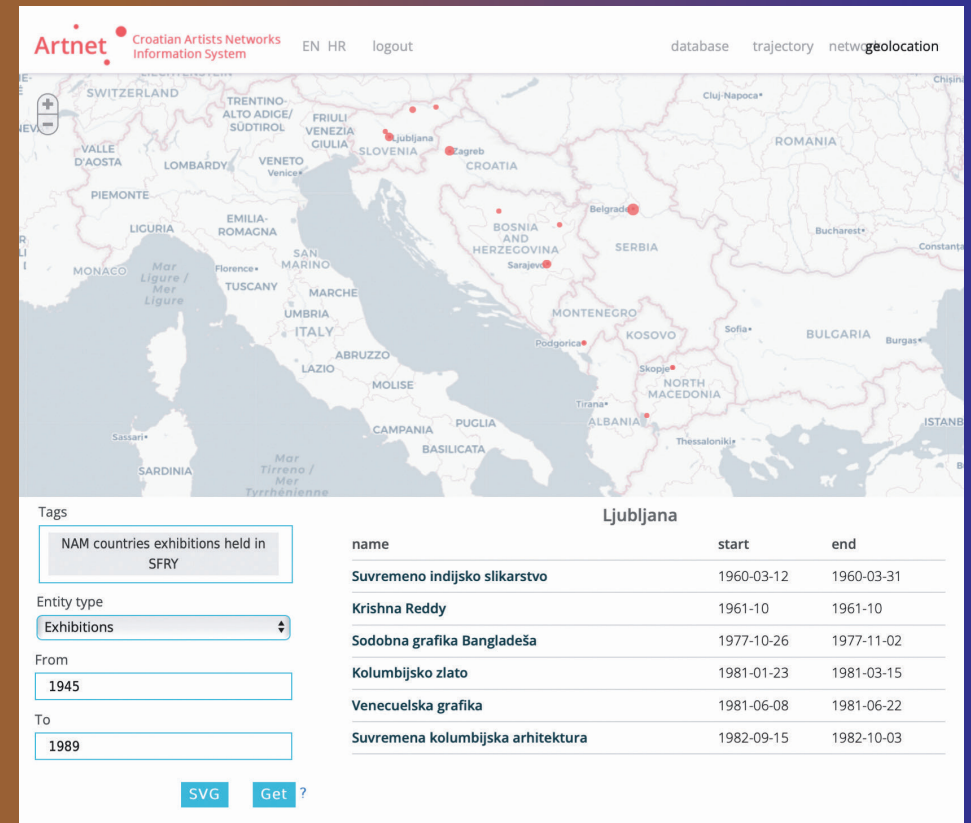 Artnet
Croatian Artists Networks
Information System
EN HR logout
database trajectory network geolocation
LIECHTENSTEIN
SWITZERLAND
TRENTINO-
ALTO ADIGE/
SÜDTIROL
FRIULI
VENEZIA
GIULIA
Cluj-Napoca
Chișin
+
−
VALLE
D'AOSTA
LOMBARDY
VENETO
Venice
Ljubljana
SLOVENIA
Zagreb
CROATIA
ROMANIA
PIEMONTE
EMILIA-
ROMAGNA
LIGURIA
SAN
MARINO
BOSNIA
AND
HERZEGOVINA
Belgrade
SERBIA
Sarajevo
Bucharest
Constanța
MONACO
Mar
Ligure /
Mer
Ligure
Florence
TUSCANY
MARCHE
UMBRIA
ITALY
MONTENEGRO
Podgorica
KOSOVO
Sofia
BULGARIA
Burgas
ABRUZZO
LAZIO
MOLISE
Skopje
NORTH
MACEDONIA
Tirana
ALBANIA
CAMPANIA
PUGLIA
BASILICATA
Thessaloniki
ISTANB
Sassari
SARDINIA
Mar
Tirreno /
Mer
Tyrrhénienne
Tags
NAM countries exhibitions held in
SFRY
Entity type
Exhibitions
From
1945
To
1989
SVG Get ?
Ljubljana
name start end
Suvremeno indijsko slikarstvo 1960-03-12 1960-03-31
Krishna Reddy 1961-10 1961-10
Sodobna grafika Bangladeša 1977-10-26 1977-11-02
Kolumbijsko zlato 1981-01-23 1981-03-15
Venecuelska grafika 1981-06-08 1981-06-22
Suvremena kolumbijska arhitektura 1982-09-15 1982-10-03